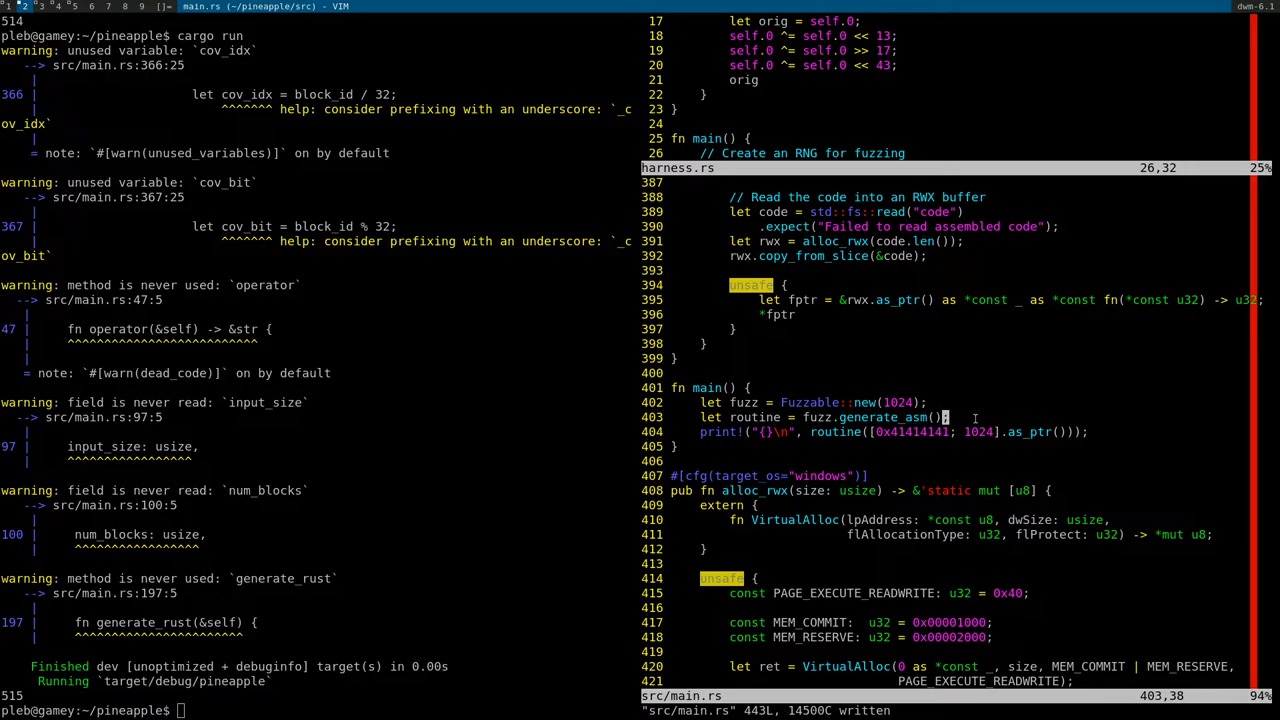 1 2 3 4 5 6 7 8 9 []= main.rs (~/pineapple/src) - VIM dwm-6.1
514
pleb@gamey:~/pineapple$ cargo run
warning: unused variable: `cov_idx`
--> src/main.rs:366:25
|
366 | let cov_idx = block_id / 32;
| ^^^^^^^ help: consider prefixing with an underscore: `_c
ov_idx`
|
= note: `#[warn(unused_variables)]` on by default
warning: unused variable: `cov_bit`
--> src/main.rs:367:25
|
367 | let cov_bit = block_id % 32;
| ^^^^^^^ help: consider prefixing with an underscore: `_c
ov_bit`
warning: method is never used: `operator`
--> src/main.rs:47:5
|
47 | fn operator(&self) -> &str {
| ^^^^^^^^^^^^^^^^^^^^^^^^^^
|
= note: `#[warn(dead_code)]` on by default
warning: field is never read: `input_size`
--> src/main.rs:97:5
|
97 | input_size: usize,
| ^^^^^^^^^^^^^^^^^
warning: field is never read: `num_blocks`
--> src/main.rs:100:5
|
100 | num_blocks: usize,
| ^^^^^^^^^^^^^^^^^
warning: method is never used: `generate_rust`
--> src/main.rs:197:5
|
197 | fn generate_rust(&self) {
| ^^^^^^^^^^^^^^^^^^^^^^^
Finished dev [unoptimized + debuginfo] target(s) in 0.00s
Running `target/debug/pineapple`
515
pleb@gamey:~/pineapple$
17 let orig = self.0;
18 self.0 ^= self.0 << 13;
19 self.0 ^= self.0 >> 17;
20 self.0 ^= self.0 << 43;
21 orig
22 }
23 }
24
25 fn main() {
26 // Create an RNG for fuzzing
harness.rs 26,32 25%
387
388 // Read the code into an RWX buffer
389 let code = std::fs::read("code")
390 .expect("Failed to read assembled code");
391 let rwx = alloc_rwx(code.len());
392 rwx.copy_from_slice(&code);
393
394 unsafe {
395 let fptr = &rwx.as_ptr() as *const _ as *const fn(*const u32) -> u32;
396 *fptr
397 }
398 }
399 }
400
401 fn main() {
402 let fuzz = Fuzzable::new(1024);
403 let routine = fuzz.generate_asm();
404 print!("{}\n", routine([0x41414141; 1024].as_ptr()));
405 }
406
407 #[cfg(target_os="windows")]
408 pub fn alloc_rwx(size: usize) -> &'static mut [u8] {
409 extern {
410 fn VirtualAlloc(lpAddress: *const u8, dwSize: usize,
411 flAllocationType: u32, flProtect: u32) -> *mut u8;
412 }
413
414 unsafe {
415 const PAGE_EXECUTE_READWRITE: u32 = 0x40;
416
417 const MEM_COMMIT: u32 = 0x00001000;
418 const MEM_RESERVE: u32 = 0x00002000;
419
420 let ret = VirtualAlloc(0 as *const _, size, MEM_COMMIT | MEM_RESERVE,
421 PAGE_EXECUTE_READWRITE);
src/main.rs 403,38 94%
"src/main.rs" 443L, 14500C written